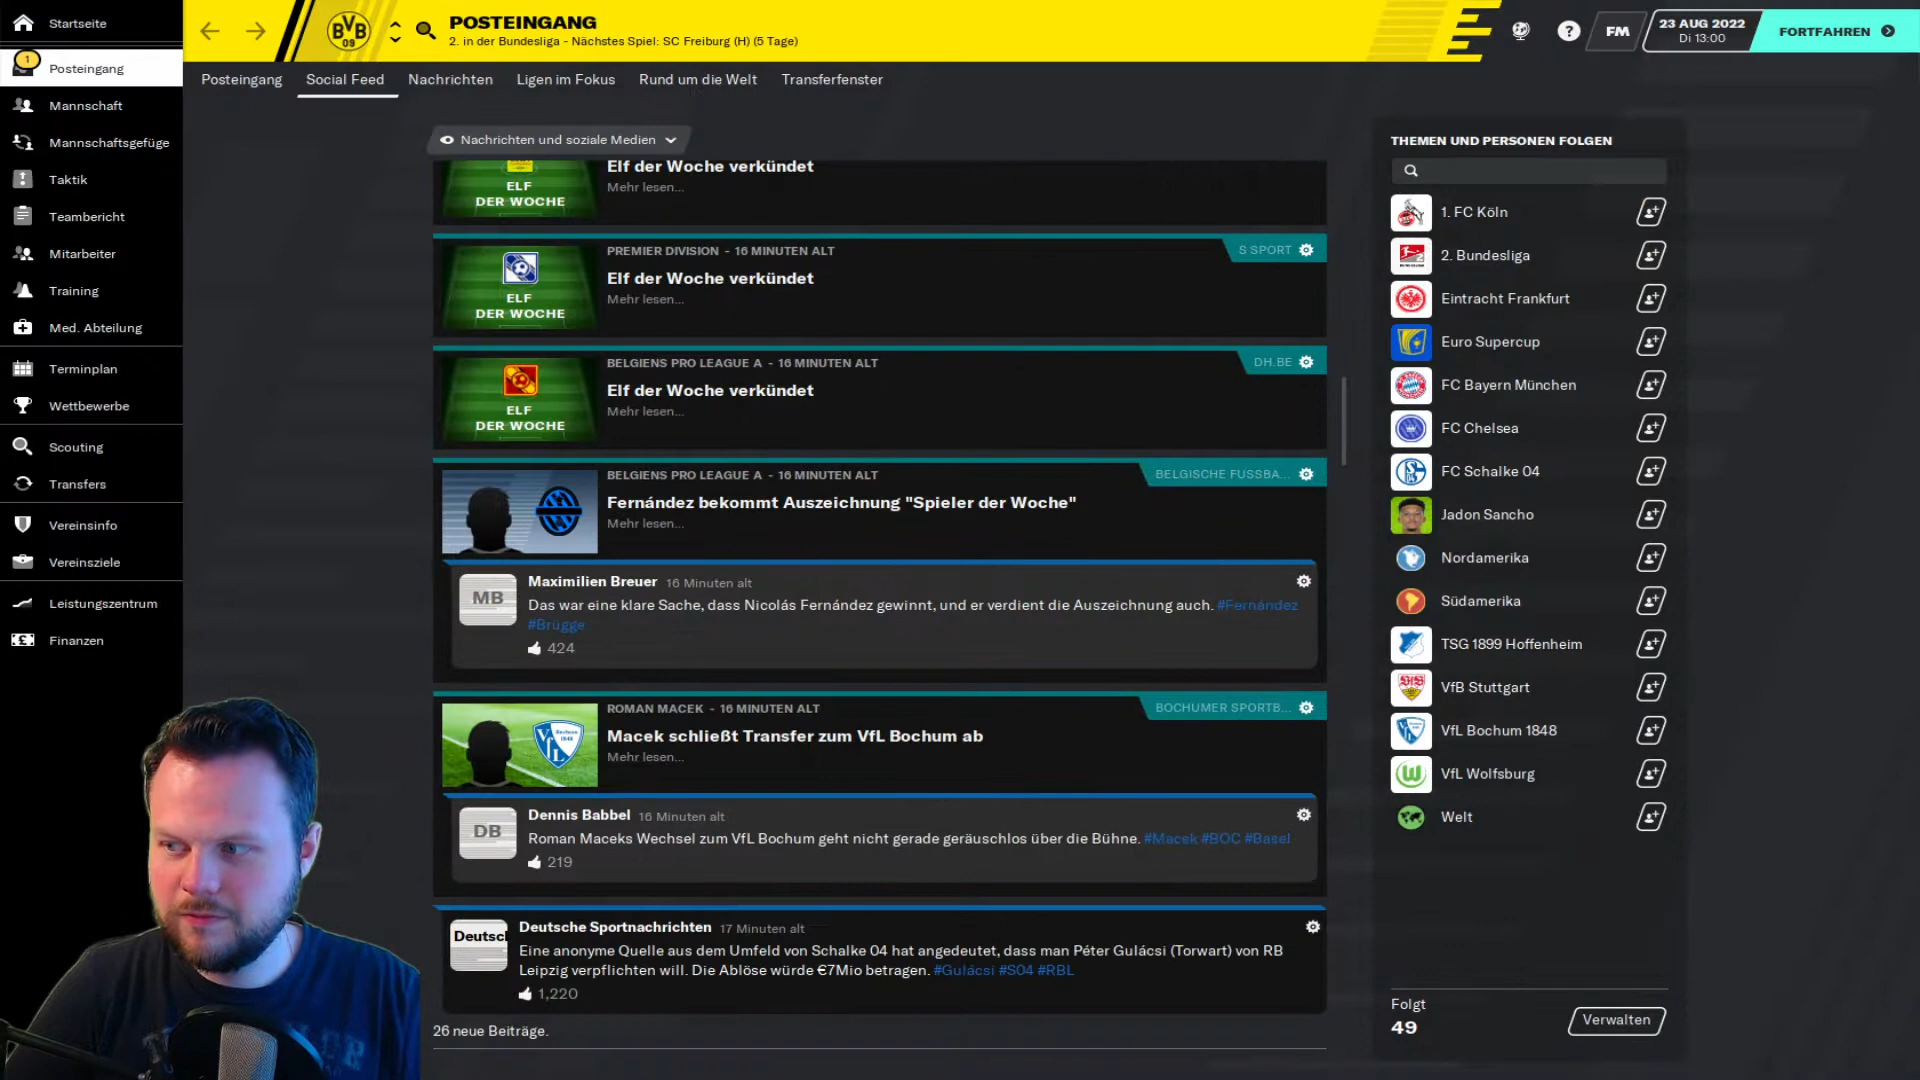 Startseite
1
Posteingang
Mannschaft
Mannschaftsgefüge
Taktik
Teambericht
Mitarbeiter
Training
Med. Abteilung
Terminplan
Wettbewerbe
Scouting
Transfers
Vereinsinfo
Vereinsziele
Leistungszentrum
Finanzen
BVB
09
POSTEINGANG
2. in der Bundesliga - Nächstes Spiel: SC Freiburg (H) (5 Tage)
?
FM
23 AUG 2022
Di 13:00
FORTFAHREN
Posteingang
Social Feed
Nachrichten
Ligen im Fokus
Rund um die Welt
Transferfenster
Nachrichten und soziale Medien
ELF
DER WOCHE
Elf der Woche verkündet
Mehr lesen...
ELF
DER WOCHE
PREMIER DIVISION - 16 MINUTEN ALT
S SPORT
Elf der Woche verkündet
Mehr lesen...
ELF
DER WOCHE
BELGIENS PRO LEAGUE A - 16 MINUTEN ALT
DH.BE
Elf der Woche verkündet
Mehr lesen...
BELGIENS PRO LEAGUE A - 16 MINUTEN ALT
BELGISCHE FUSSBA...
Fernández bekommt Auszeichnung "Spieler der Woche"
Mehr lesen...
MB
Maximilien Breuer 16 Minuten alt
Das war eine klare Sache, dass Nicolás Fernández gewinnt, und er verdient die Auszeichnung auch. #Fernández
#Brügge
424
ROMAN MACEK - 16 MINUTEN ALT
BOCHUMER SPORTB...
Macek schließt Transfer zum VfL Bochum ab
Mehr lesen...
DB
Dennis Babbel 16 Minuten alt
Roman Maceks Wechsel zum VfL Bochum geht nicht gerade geräuschlos über die Bühne. #Macek #BOC #Basel
219
Deutsc
Deutsche Sportnachrichten 17 Minuten alt
Eine anonyme Quelle aus dem Umfeld von Schalke 04 hat angedeutet, dass man Péter Gulácsi (Torwart) von RB
Leipzig verpflichten will. Die Ablöse würde €7Mio betragen. #Gulácsi #S04 #RBL
1,220
26 neue Beiträge.
THEMEN UND PERSONEN FOLGEN
1. FC Köln
2. Bundesliga
Eintracht Frankfurt
Euro Supercup
FC Bayern München
FC Chelsea
FC Schalke 04
Jadon Sancho
Nordamerika
Südamerika
TSG 1899 Hoffenheim
VfB Stuttgart
VfL Bochum 1848
VfL Wolfsburg
Welt
Folgt
49
Verwalten